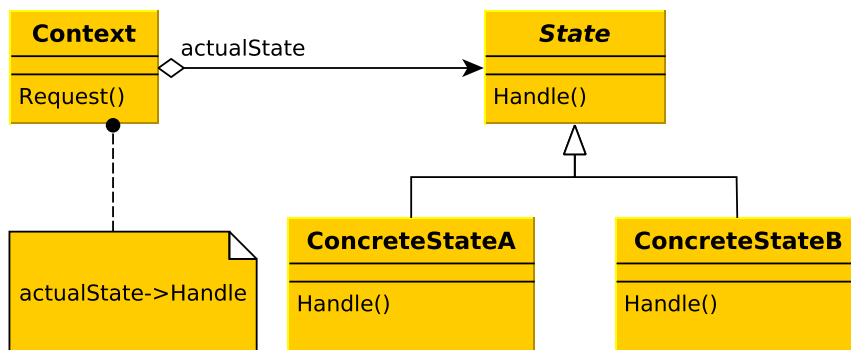 Context
actualState
State
Request()
Handle()
ConcreteStateA
ConcreteStateB
actualState->Handle
Handle()
Handle()